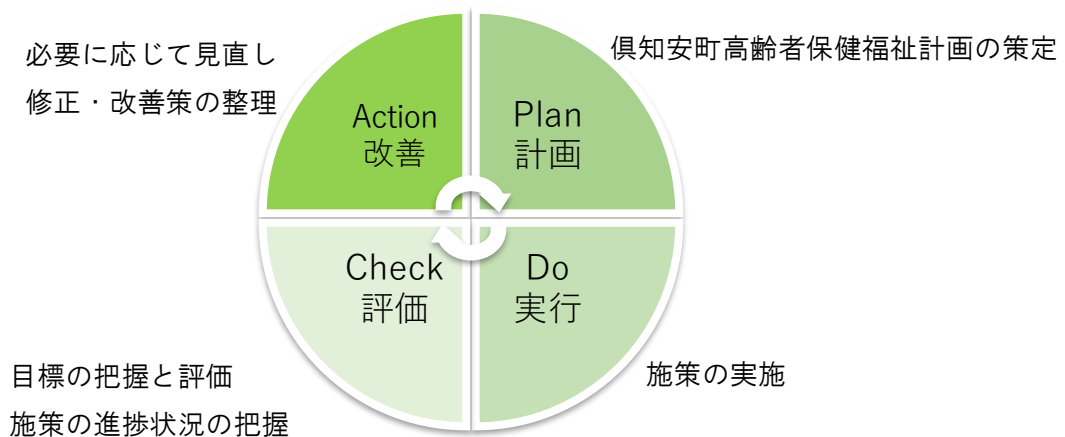 必要に応じて見直し
修正・改善策の整理
Action
改善
Plan
計画
倶知安町高齢者保健福祉計画の策定
Check
評価
Do
実行
目標の把握と評価
施策の進捗状況の把握
施策の実施